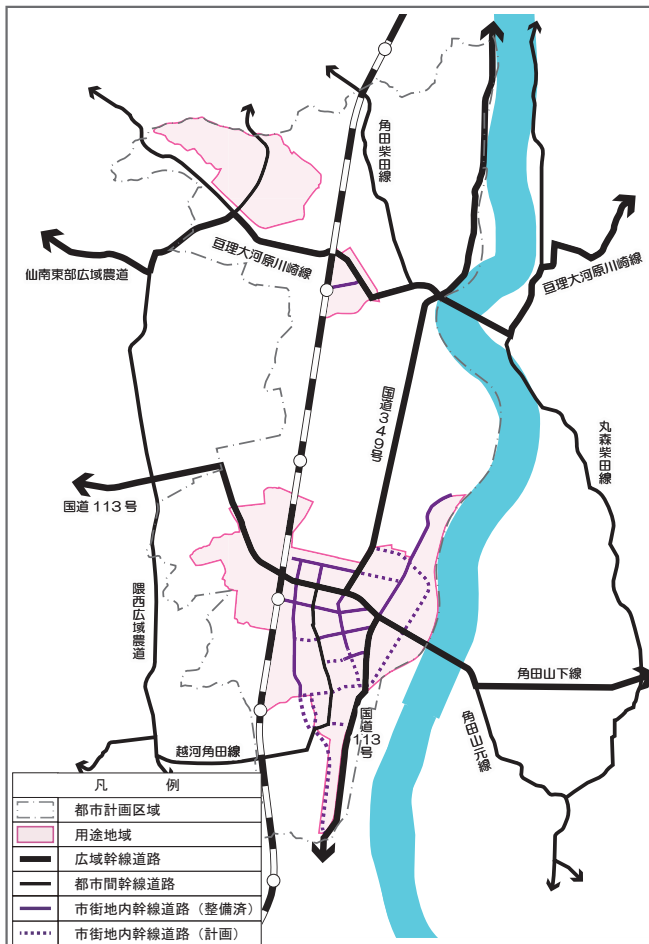 角田柴田線
亘理大河原川崎線
仙南東部広域農道
亘理大河原川崎線
国道349号
丸森柴田線
国道113号
隈西広域農道
角田山下線
国道113号
角田山元線
越河角田線
凡 例
都市計画区域
用途地域
広域幹線道路
都市間幹線道路
市街地内幹線道路（整備済）
市街地内幹線道路（計画）